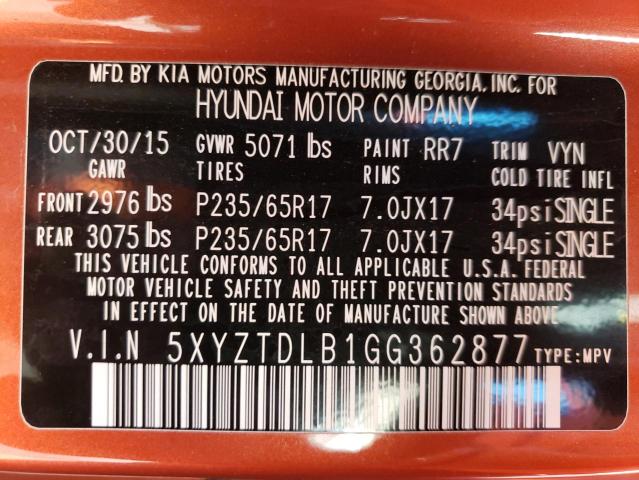 MFD. BY KIA MOTORS MANUFACTURING GEORGIA, INC. FOR
HYUNDAI MOTOR COMPANY
OCT/30/15 GVWR 5071 lbs PAINT RR7 TRIM VYN
GAWR TIRES RIMS COLD TIRE INFL
FRONT 2976 lbs P235/65R17 7.0JX17 34psi SINGLE
REAR 3075 lbs P235/65R17 7.0JX17 34psi SINGLE
THIS VEHICLE CONFORMS TO ALL APPLICABLE U.S.A. FEDERAL
MOTOR VEHICLE SAFETY AND THEFT PREVENTION STANDARDS
IN EFFECT ON THE DATE OF MANUFACTURE SHOWN ABOVE
V.I.N 5XYZTDLB1GG362877 TYPE:MPV